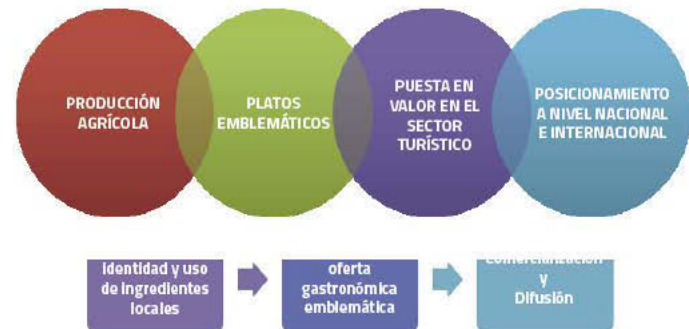 PRODUCCIÓN
AGRÍCOLA
PLATOS
EMBLEMÁTICOS
PUESTA EN
VALOR EN EL
SECTOR
TURÍSTICO
POSICIONAMIENTO
A NIVEL NACIONAL
E INTERNACIONAL
Identidad y uso
de ingredientes
locales
oferta
gastronómica
emblemática
Comercialización
y
Difusión